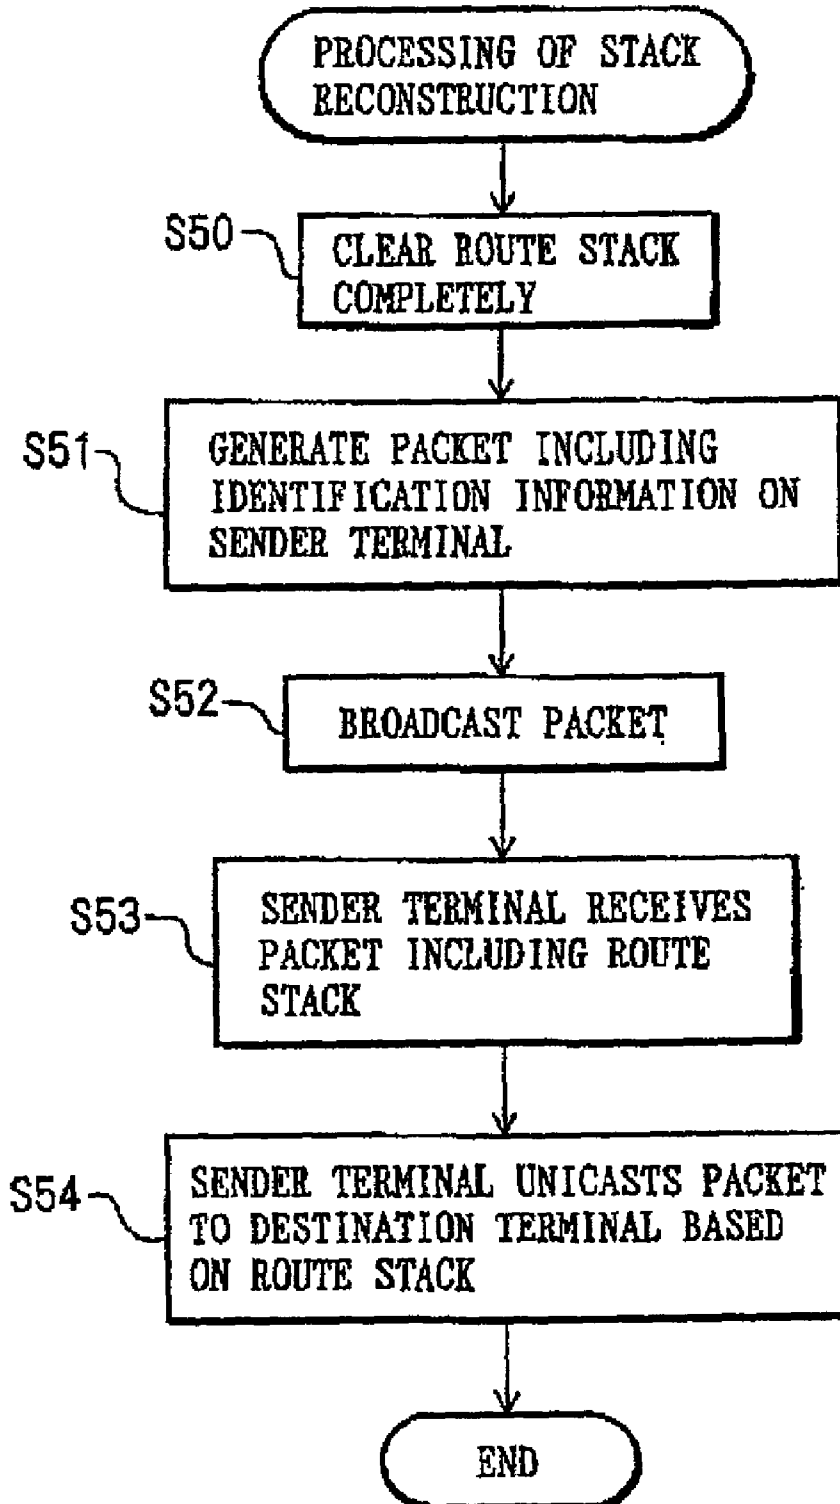 PROCESSING OF STACK
RECONSTRUCTION
S50
CLEAR ROUTE STACK
COMPLETELY
S51
GENERATE PACKET INCLUDING
IDENTIFICATION INFORMATION ON
SENDER TERMINAL
S52
BROADCAST PACKET
S53
SENDER TERMINAL RECEIVES
PACKET INCLUDING ROUTE
STACK
S54
SENDER TERMINAL UNICASTS PACKET
TO DESTINATION TERMINAL BASED
ON ROUTE STACK
END